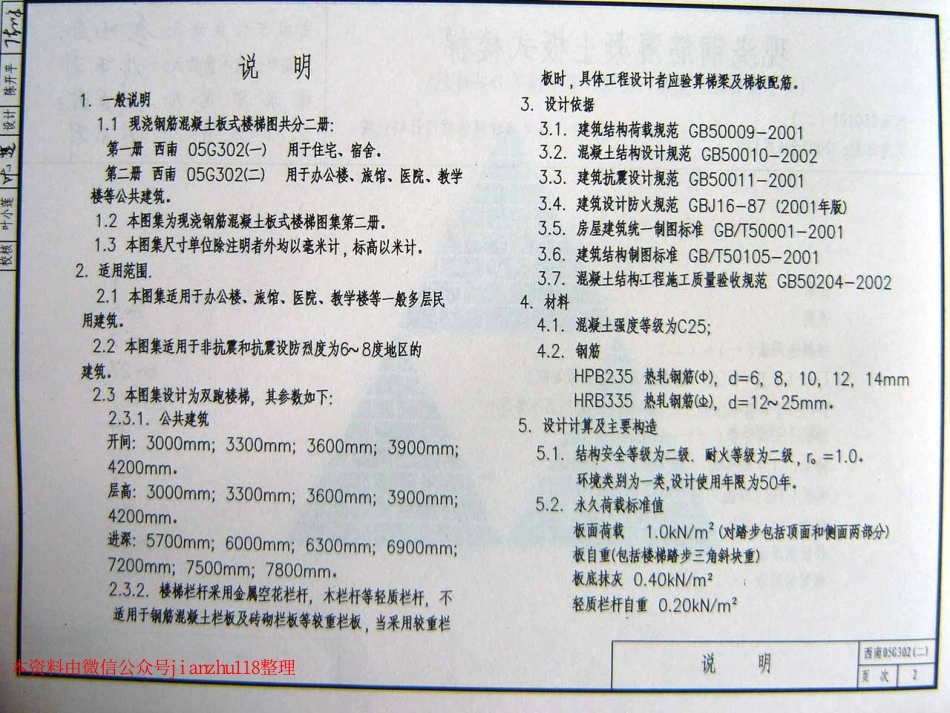 说 明
1. 一般说明
1.1 现浇钢筋混凝土板式楼梯图共分二册:
第一册 西南 05G302(一) 用于住宅、宿舍。
第二册 西南 05G302(二) 用于办公楼、旅馆、医院、教学
楼等公共建筑。
1.2 本图集为现浇钢筋混凝土板式楼梯图集第二册。
1.3 本图集尺寸单位除注明者外均以毫米计,标高以米计。
2. 适用范围.
2.1 本图集适用于办公楼、旅馆、医院、教学楼等一般多层民
用建筑。
2.2 本图集适用于非抗震和抗震设防烈度为6~8度地区的
建筑。
2.3 本图集设计为双跑楼梯, 其参数如下:
2.3.1. 公共建筑
开间: 3000mm; 3300mm; 3600mm; 3900mm;
4200mm。
层高: 3000mm; 3300mm; 3600mm; 3900mm;
4200mm。
进深: 5700mm; 6000mm; 6300mm; 6900mm;
7200mm; 7500mm; 7800mm.
2.3.2. 楼梯栏杆采用金属空花栏杆, 木栏杆等轻质栏杆, 不
适用于钢筋混凝土栏板及砖砌栏板等较重栏板,当采用较重栏
板时,具体工程设计者应验算梯梁及梯板配筋。
3. 设计依据
3.1. 建筑结构荷载规范 GB50009-2001
3.2. 混凝土结构设计规范 GB50010-2002
3.3. 建筑抗震设计规范 GB50011-2001
3.4. 建筑设计防火规范 GBJ16-87 (2001年版)
3.5. 房屋建筑统一制图标准 GB/T50001-2001
3.6. 建筑结构制图标准 GB/T50105-2001
3.7. 混凝土结构工程施工质量验收规范 GB50204-2002
4. 材料
4.1. 混凝土强度等级为C25;
4.2. 钢筋
HPB235 热轧钢筋(Φ), d=6, 8, 10, 12, 14mm
HRB335 热轧钢筋(Φ), d=12~25mm。
5. 设计计算及主要构造
5.1. 结构安全等级为二级. 耐火等级为二级,r₀ =1.0。
环境类别为一类,设计使用年限为50年。
5.2. 永久荷载标准值
板面荷载 1.0kN/m² (对踏步包括顶面和侧面两部分)
板自重(包括楼梯踏步三角斜块重)
板底抹灰 0.40kN/m²
轻质栏杆自重 0.20kN/m²
说 明
西南05G302(二)
页 次 2
校核 叶小莲
设计 陈开平
本资料由微信公众号jianzhu118整理